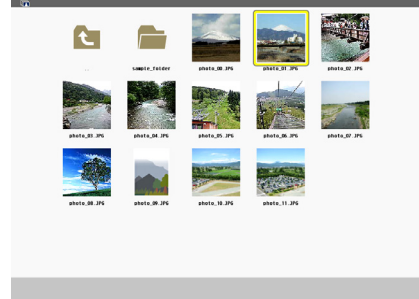 ..
sample_folder
photo_00.JPG
photo_01.JPG
photo_02.JPG
photo_03.JPG
photo_04.JPG
photo_05.JPG
photo_06.JPG
photo_07.JPG
photo_08.JPG
photo_09.JPG
photo_10.JPG
photo_11.JPG